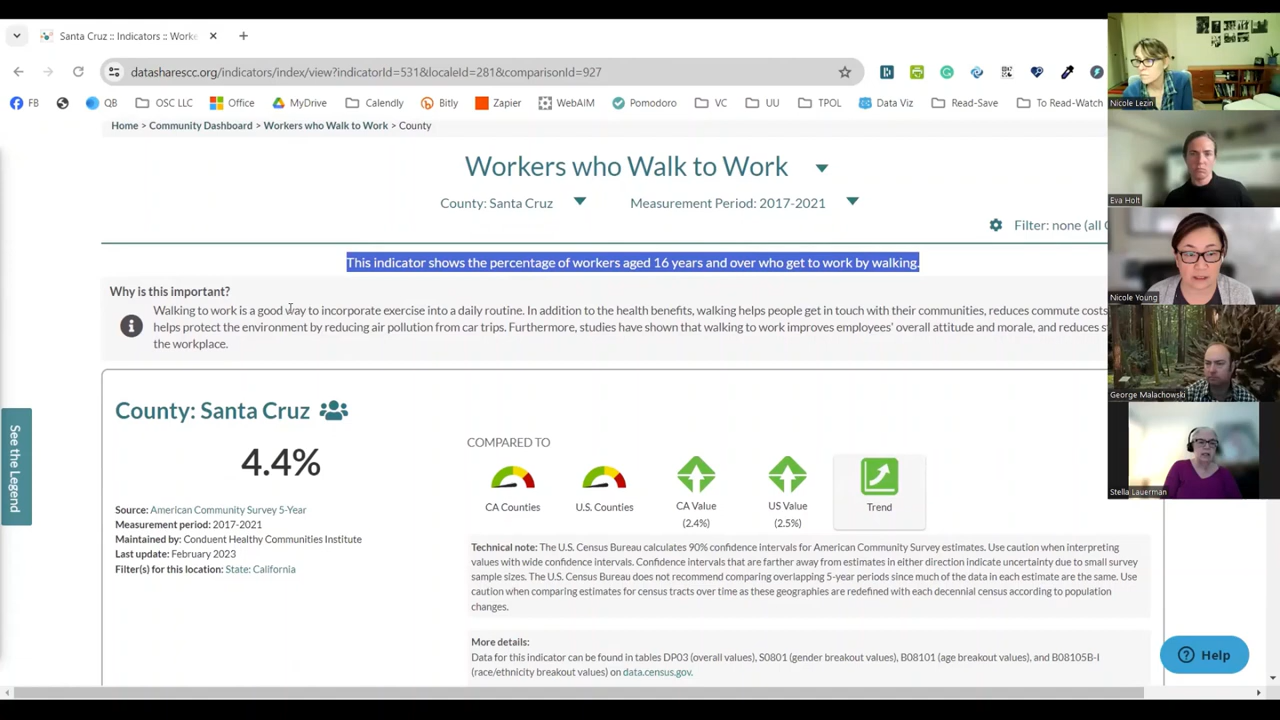 Santa Cruz :: Indicators :: Worke
datasharescc.org/indicators/index/view?indicatorId=531&localeId=281&comparisonId=927
FB QB OSC LLC Office MyDrive Calendly Bitly Zapier WebAIM Pomodoro VC UU TPOL Data Viz Read-Save To Read-Watch
Home > Community Dashboard > Workers who Walk to Work > County
Workers who Walk to Work
County: Santa Cruz Measurement Period: 2017-2021
Filter: none (all C
This indicator shows the percentage of workers aged 16 years and over who get to work by walking.
Why is this important?
Walking to work is a good way to incorporate exercise into a daily routine. In addition to the health benefits, walking helps people get in touch with their communities, reduces commute costs
helps protect the environment by reducing air pollution from car trips. Furthermore, studies have shown that walking to work improves employees' overall attitude and morale, and reduces s
the workplace.
See the Legend
County: Santa Cruz
4.4%
Source: American Community Survey 5-Year
Measurement period: 2017-2021
Maintained by: Conduent Healthy Communities Institute
Last update: February 2023
Filter(s) for this location: State: California
COMPARED TO
CA Counties U.S. Counties CA Value US Value Trend
(2.4%) (2.5%)
Technical note: The U.S. Census Bureau calculates 90% confidence intervals for American Community Survey estimates. Use caution when interpreting
values with wide confidence intervals. Confidence intervals that are farther away from estimates in either direction indicate uncertainty due to small survey
sample sizes. The U.S. Census Bureau does not recommend comparing overlapping 5-year periods since much of the data in each estimate are the same. Use
caution when comparing estimates for census tracts over time as these geographies are redefined with each decennial census according to population
changes.
More details:
Data for this indicator can be found in tables DP03 (overall values), S0801 (gender breakout values), B08101 (age breakout values), and B08105B-I
(race/ethnicity breakout values) on data.census.gov.
Help
Nicole Lezin
Eva Holt
Nicole Young
George Malachowski
Stella Lauerman